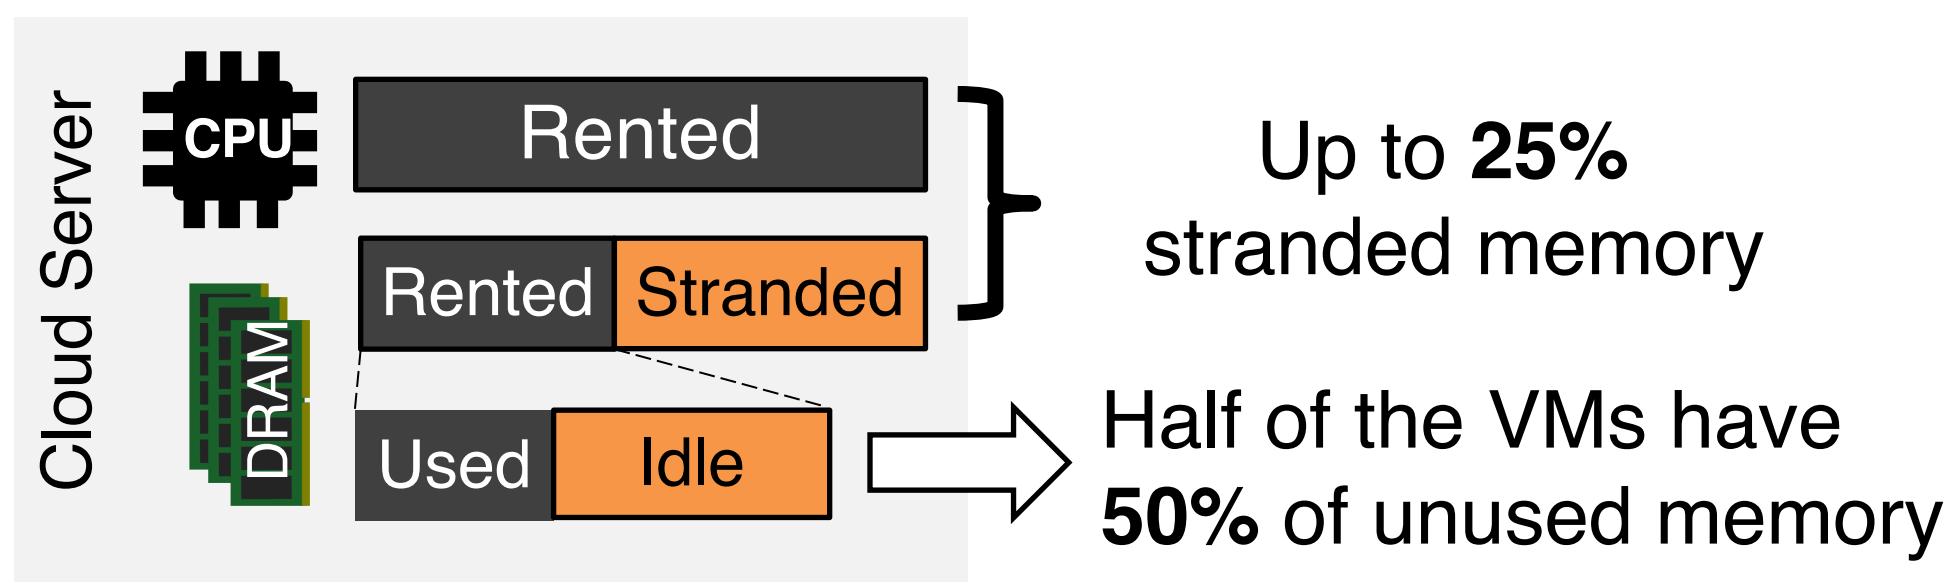 Cloud Server
CPU
Rented
Up to 25%
stranded memory
Rented
Stranded
DRAM
Used
Idle
Half of the VMs have
50% of unused memory